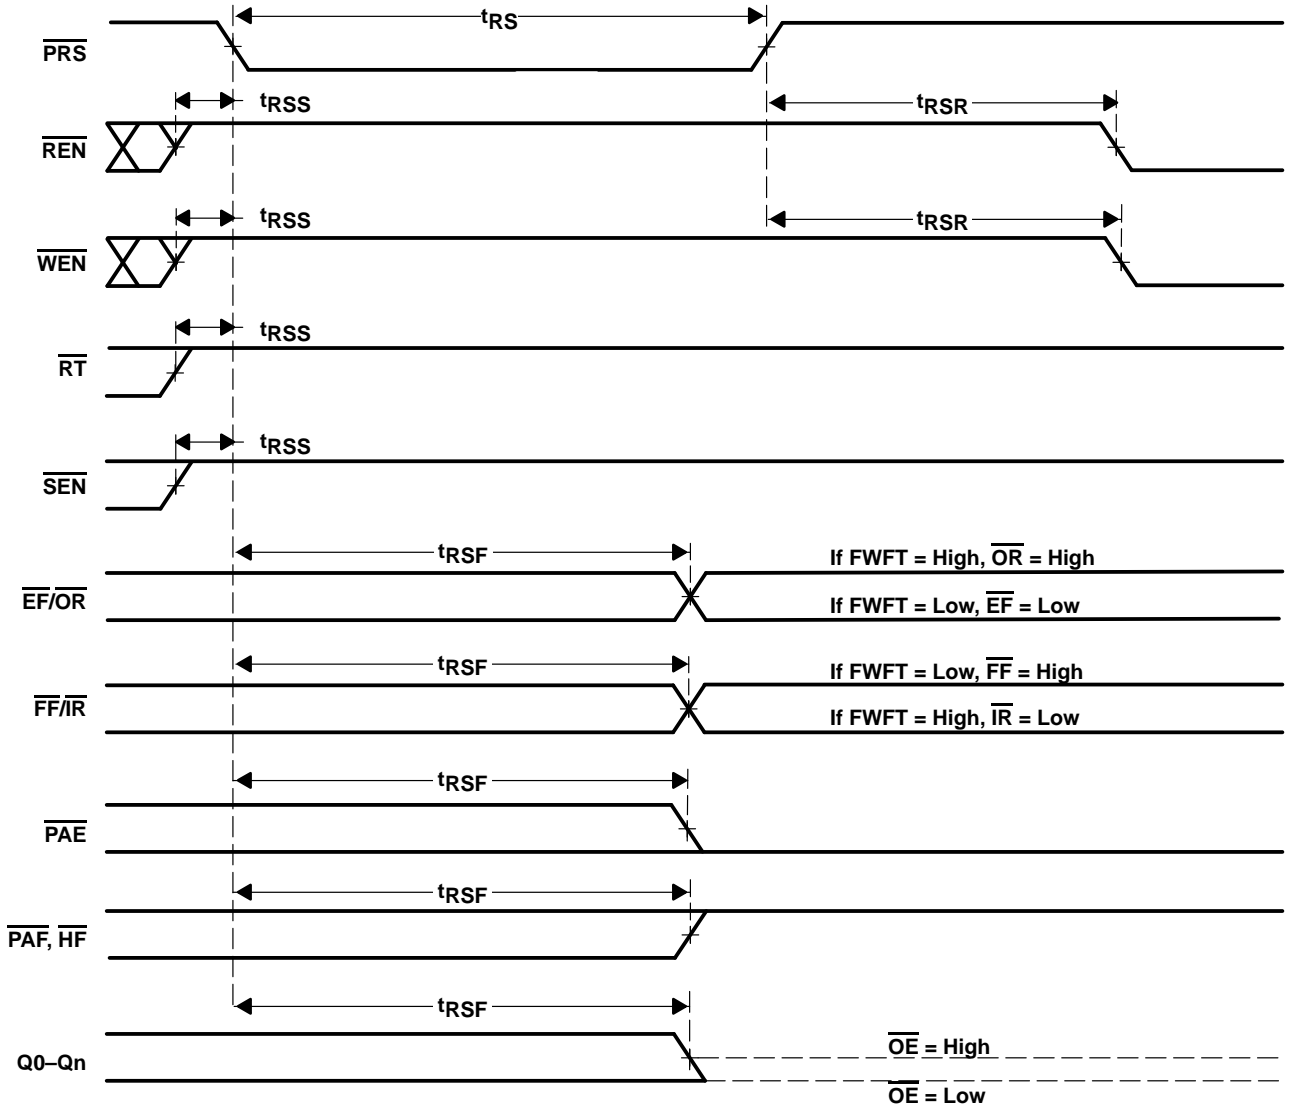 tRS
PRS
tRSS
tRSR
REN
tRSS
tRSR
WEN
tRSS
RT
tRSS
SEN
tRSF
If FWFT = High, OR = High
EF/OR
If FWFT = Low, EF = Low
tRSF
If FWFT = Low, FF = High
FF/IR
If FWFT = High, IR = Low
tRSF
PAE
tRSF
PAF, HF
tRSF
OE = High
Q0–Qn
OE = Low